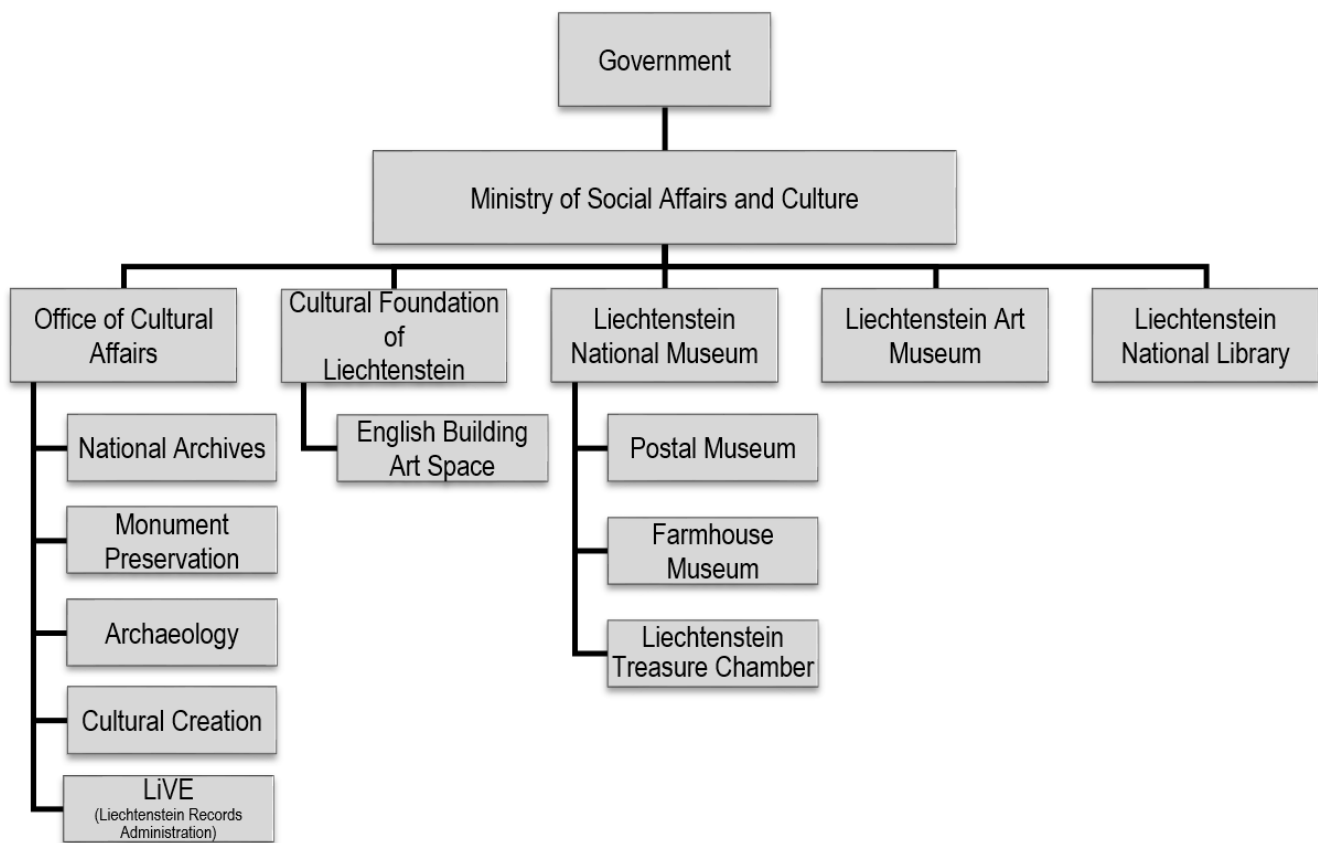 Government
Ministry of Social Affairs and Culture
Office of Cultural
Affairs
Cultural Foundation
of
Liechtenstein
Liechtenstein
National Museum
Liechtenstein Art
Museum
Liechtenstein
National Library
National Archives
Monument
Preservation
Archaeology
Cultural Creation
LiVE
(Liechtenstein Records
Administration)
English Building
Art Space
Postal Museum
Farmhouse
Museum
Liechtenstein
Treasure Chamber